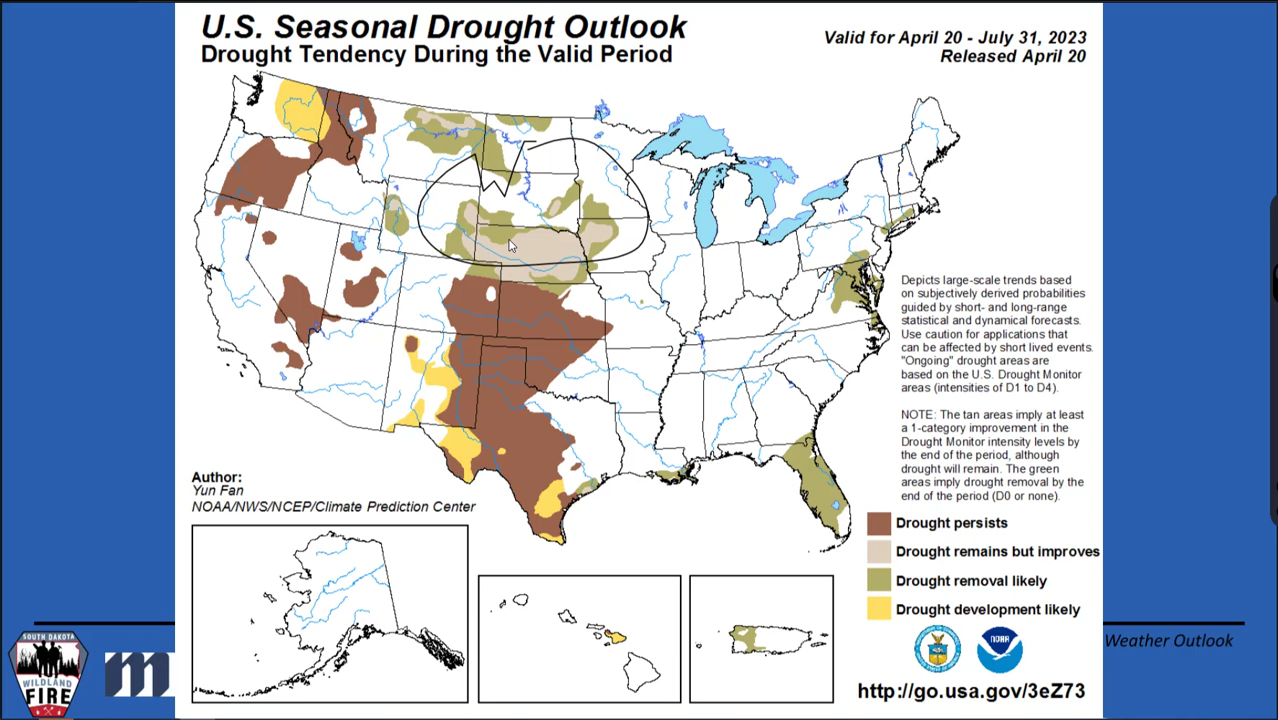 U.S. Seasonal Drought Outlook
Drought Tendency During the Valid Period
Valid for April 20 - July 31, 2023
Released April 20
Depicts large-scale trends based
on subjectively derived probabilities
guided by short- and long-range
statistical and dynamical forecasts.
Use caution for applications that
can be affected by short lived events.
"Ongoing" drought areas are
based on the U.S. Drought Monitor
areas (intensities of D1 to D4).
NOTE: The tan areas imply at least
a 1-category improvement in the
Drought Monitor intensity levels by
the end of the period, although
drought will remain. The green
areas imply drought removal by the
end of the period (D0 or none).
Author:
Yun Fan
NOAA/NWS/NCEP/Climate Prediction Center
Drought persists
Drought remains but improves
Drought removal likely
Drought development likely
NOAA
http://go.usa.gov/3eZ73
Weather Outlook
SOUTH DAKOTA
WILDLAND
FIRE
m